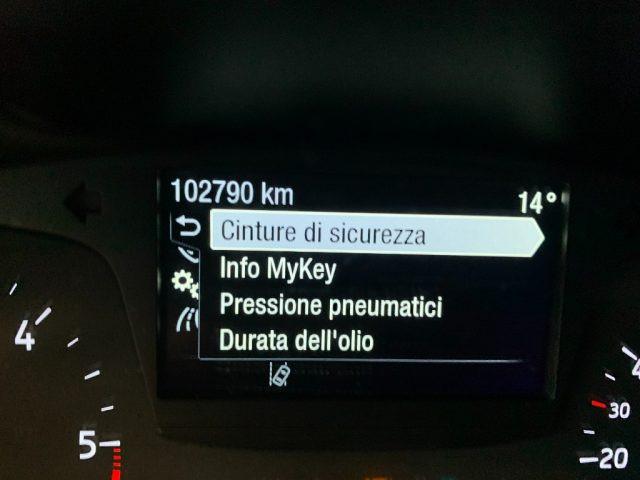 102790 km
14°
Cinture di sicurezza
Info MyKey
Pressione pneumatici
Durata dell'olio
4
5
30
20